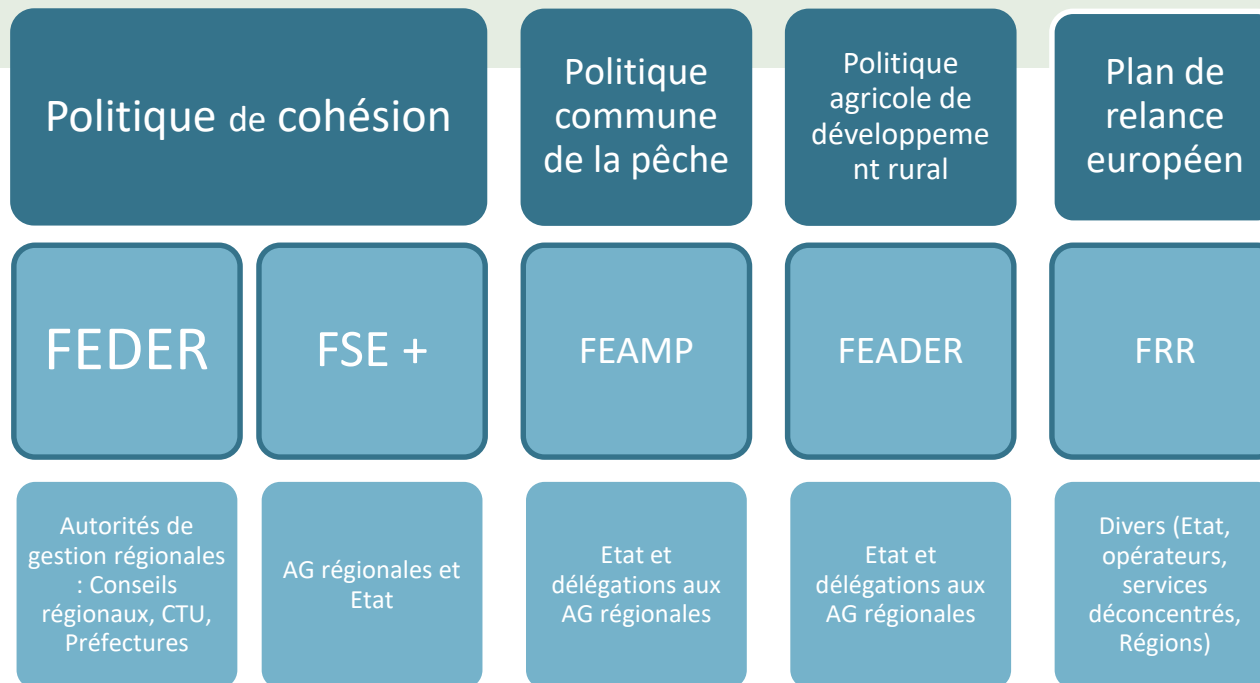 Politique de cohésion
Politique
commune
de la pêche
Politique
agricole de
développeme
nt rural
Plan de
relance
européen
FEDER
FSE +
FEAMP
FEADER
FRR
Autorités de
gestion régionales
: Conseils
régionaux, CTU,
Préfectures
AG régionales et
Etat
Etat et
délégations aux
AG régionales
Etat et
délégations aux
AG régionales
Divers (Etat,
opérateurs,
services
déconcentrés,
Régions)